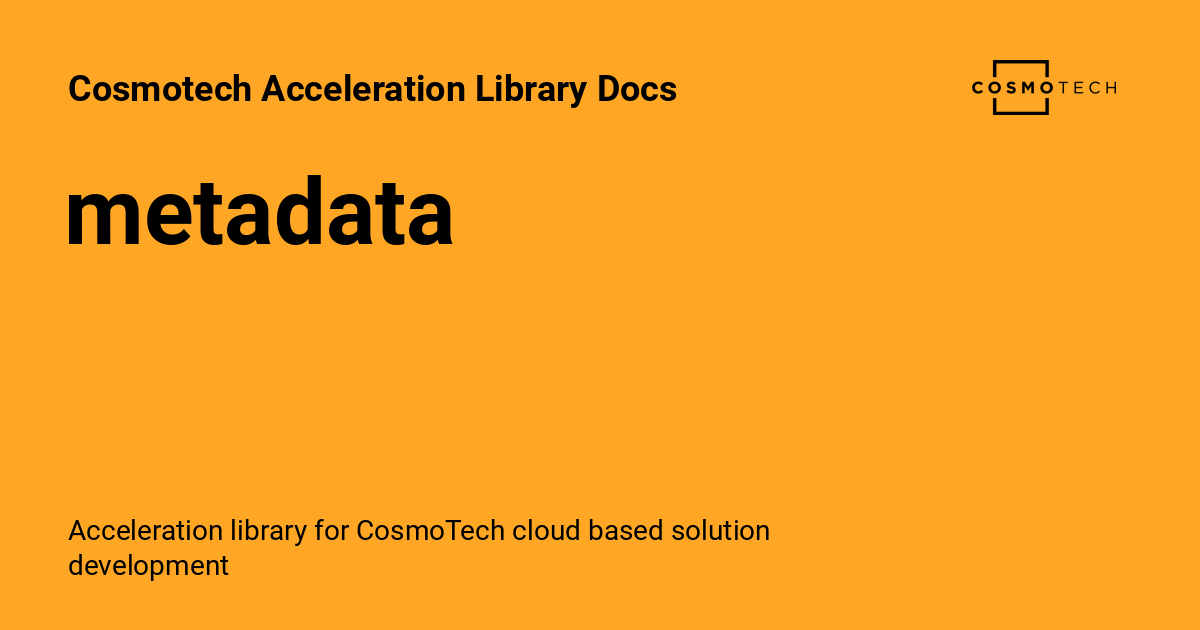 Cosmotech Acceleration Library Docs
COSMOTECH
metadata
Acceleration library for CosmoTech cloud based solution
development